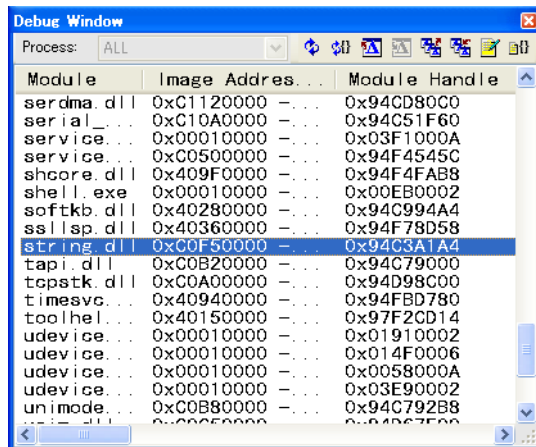 Debug Window
Process: ALL
Module Image Addres... Module Handle
serdma.dll 0xC1120000 -... 0x94CD80C0
serial_... 0xC10A0000 -... 0x94C51F60
service... 0x00010000 -... 0x03F1000A
service... 0xC0500000 -... 0x94F4545C
shcore.dll 0x409F0000 -... 0x94F4FAB8
shell.exe 0x00010000 -... 0x00EB0002
softkb.dll 0x40280000 -... 0x94C994A4
ssllsp.dll 0x40360000 -... 0x94F78D58
string.dll 0xC0F50000 -... 0x94C3A1A4
tapi.dll 0xC0B20000 -... 0x94C79000
tcpstk.dll 0xC0A00000 -... 0x94D98C00
timesvc... 0x40940000 -... 0x94FBD780
toolhel... 0x40150000 -... 0x97F2CD14
udevice... 0x00010000 -... 0x01910002
udevice... 0x00010000 -... 0x014F0006
udevice... 0x00010000 -... 0x0058000A
udevice... 0x00010000 -... 0x03E90002
unimode... 0xC0B80000 -... 0x94C792B8